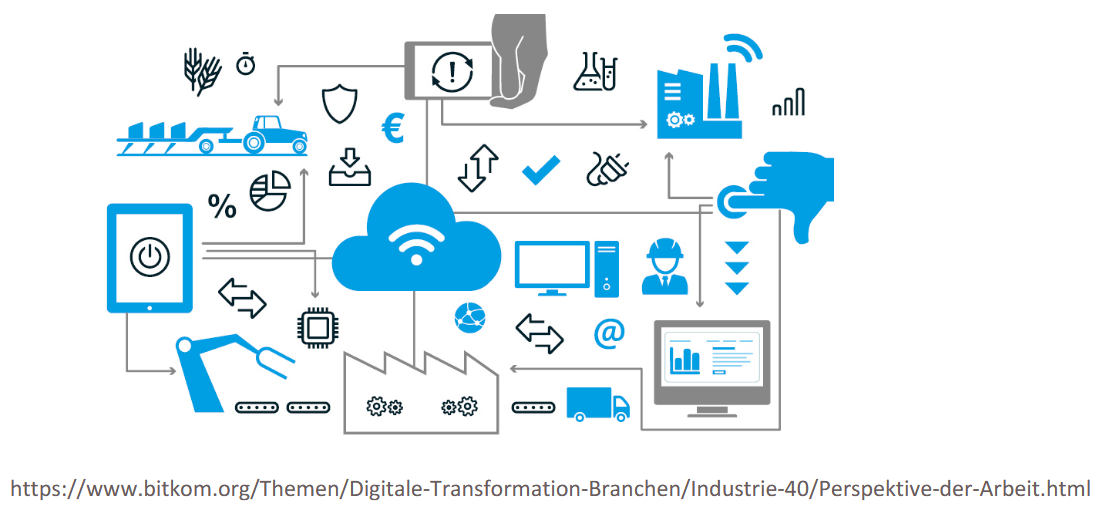 €
%
@
https://www.bitkom.org/Themen/Digitale-Transformation-Branchen/Industrie-40/Perspektive-der-Arbeit.html